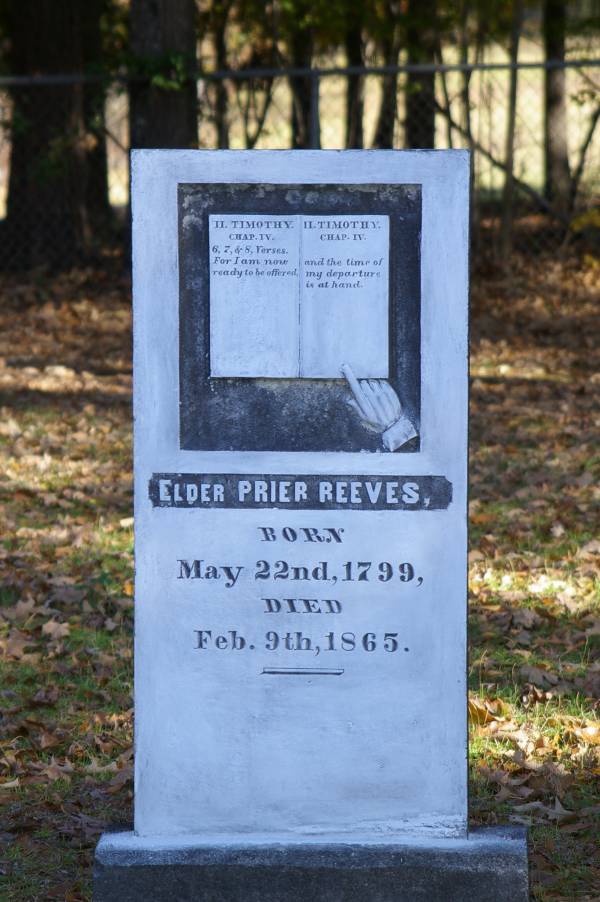 II. TIMOTHY.
CHAP. IV.
6, 7, & 8, Verses.
For I am now
ready to be offered,
II. TIMOTHY.
CHAP. IV.
and the time of
my departure
is at hand.
ELDER PRIER REEVES,
BORN
May 22nd, 1799,
DIED
Feb. 9th, 1865.